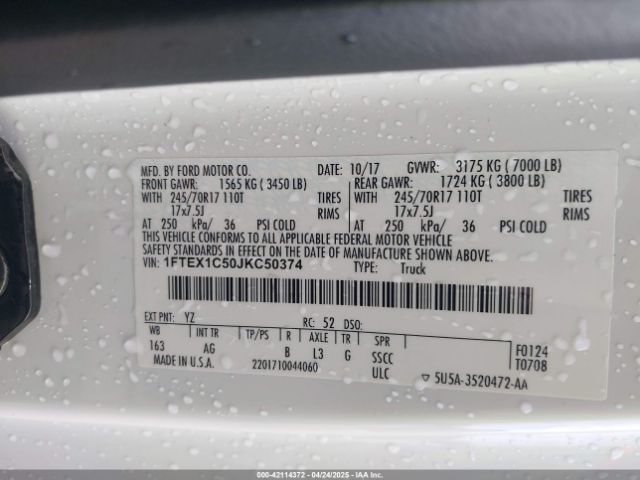 MFD. BY FORD MOTOR CO. DATE: 10/17 GVWR: 3175 KG ( 7000 LB)
FRONT GAWR: 1565 KG ( 3450 LB) REAR GAWR: 1724 KG ( 3800 LB)
WITH 245/70R17 110T TIRES WITH 245/70R17 110T TIRES
17x7.5J RIMS 17x7.5J RIMS
AT 250 kPa/ 36 PSI COLD AT 250 kPa/ 36 PSI COLD
THIS VEHICLE CONFORMS TO ALL APPLICABLE FEDERAL MOTOR VEHICLE
SAFETY STANDARDS IN EFFECT ON THE DATE OF MANUFACTURE SHOWN ABOVE.
VIN: 1FTEX1C50JKC50374 TYPE: Truck
EXT PNT: YZ RC: 52 DSO:
WB INT TR TP/PS R AXLE TR SPR F0124
163 AG B L3 G SSCC T0708
MADE IN U.S.A. 2201710044060 ULC ▽ 5U5A-3520472-AA
000-42114372 - 04/24/2025 - IAAI.com